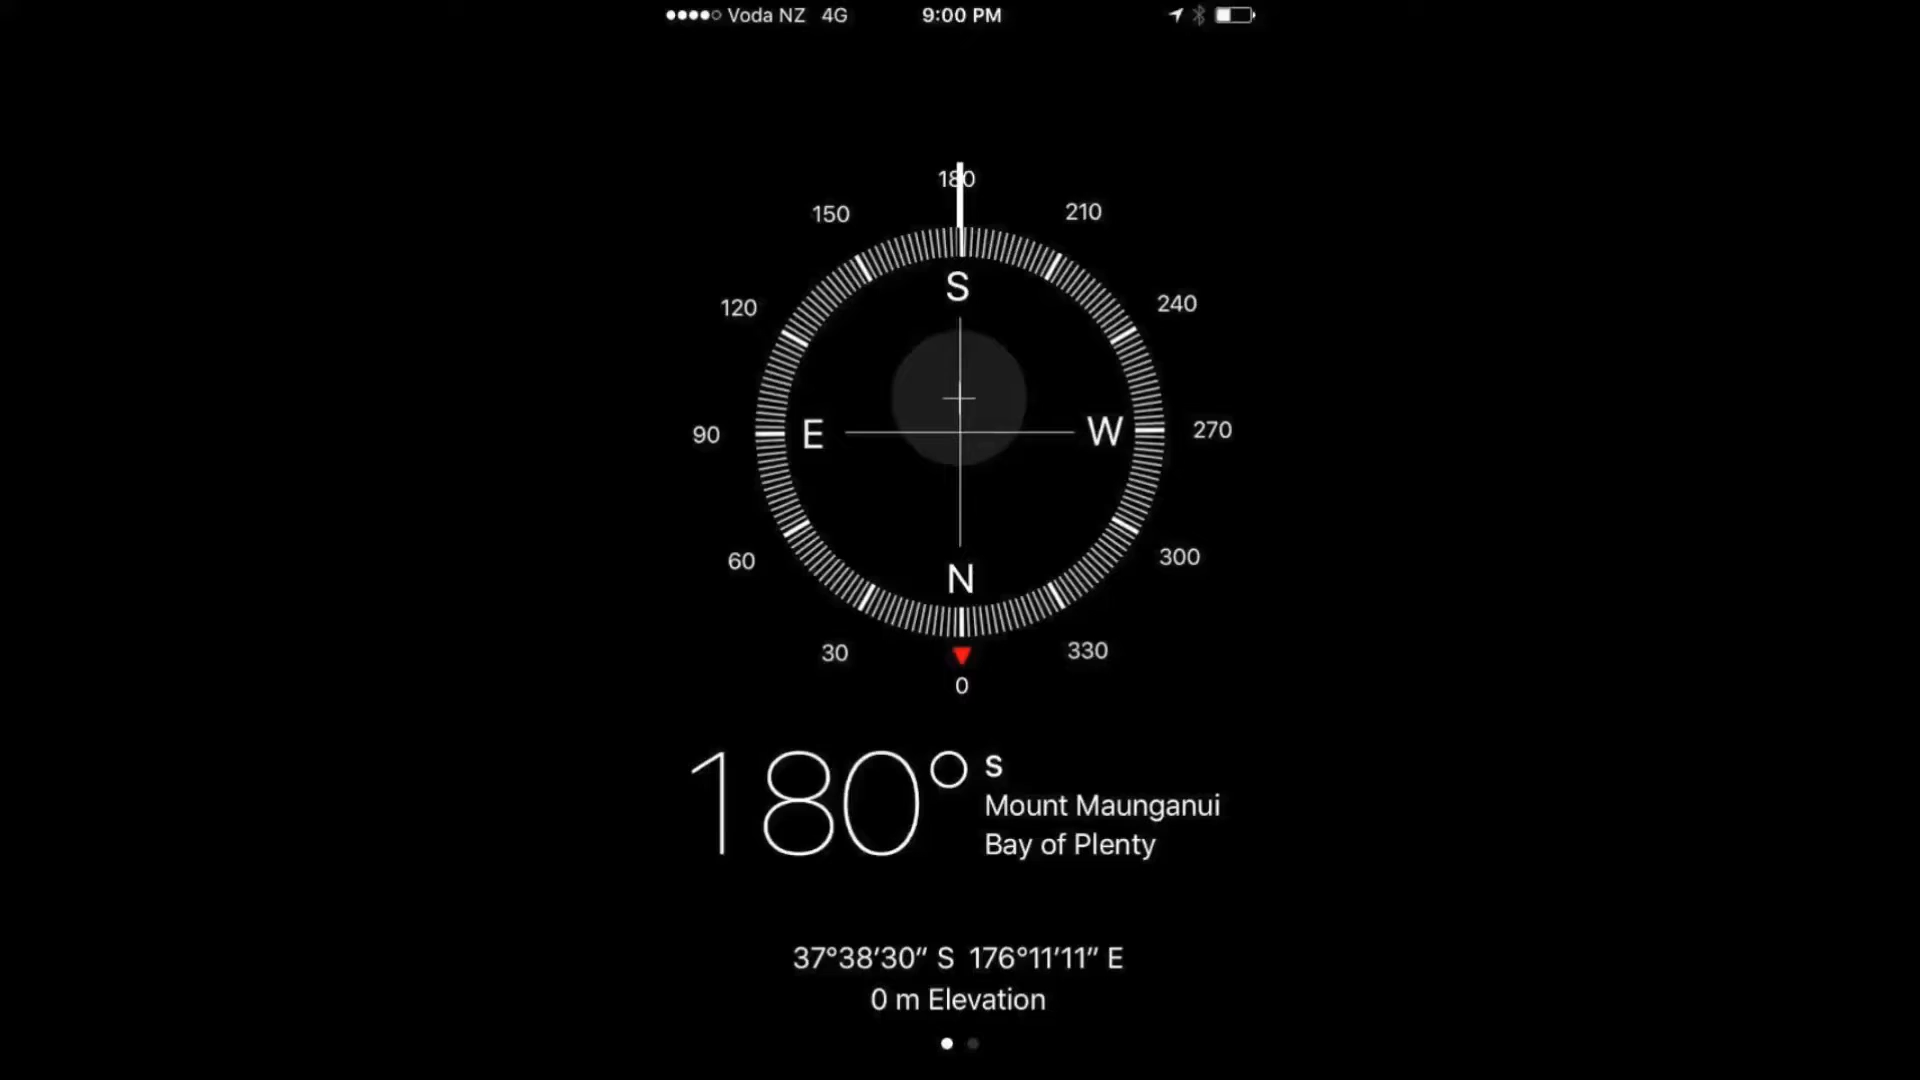 Voda NZ 4G 9:00 PM
180
150 210
120 240
S
90 E W 270
60 300
N
30 330
0
180° S
Mount Maunganui
Bay of Plenty
37°38'30" S 176°11'11" E
0 m Elevation